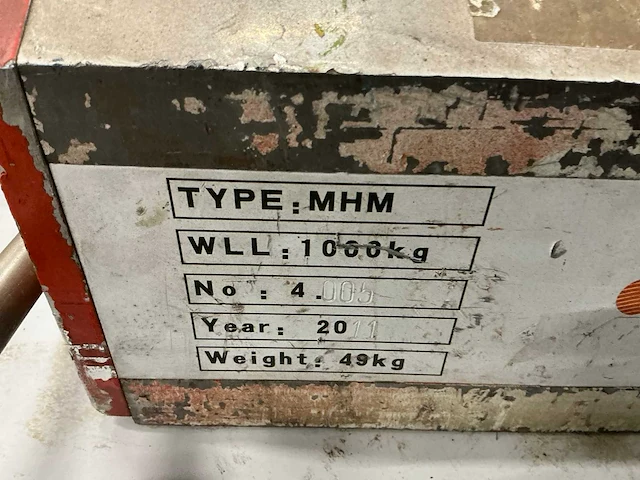 TYPE: MHM
WLL: 1000kg
No : 4.005
Year: 2011
Weight: 49kg